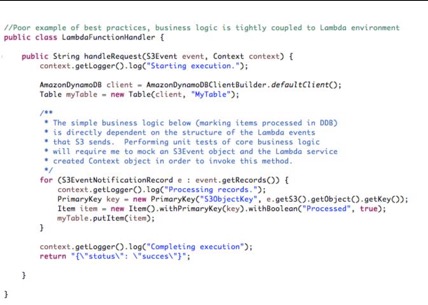 //Poor example of best practices, business logic is tightly coupled to Lambda environment
public class LambdaFunctionHandler {
public String handleRequest(S3Event event, Context context) {
context.getLogger().log("Starting execution.");
AmazonDynamoDB client = AmazonDynamoDBClientBuilder.defaultClient();
Table myTable = new Table(client, "MyTable");
/**
* The simple business logic below (marking items processed in DDB)
* is directly dependent on the structure of the Lambda events
* that S3 sends.  Performing unit tests of core business logic
* will require me to mock an S3Event object and the Lambda service
* created Context object in order to invoke this method.
*/
for (S3EventNotificationRecord e : event.getRecords()) {
context.getLogger().log("Processing records.");
PrimaryKey key = new PrimaryKey("S3ObjectKey", e.getS3().getObject().getKey());
Item item = new Item().withPrimaryKey(key).withBoolean("Processed", true);
myTable.putItem(item);
}
context.getLogger().log("Completing execution");
return "{\"status\": \"succes\"}";
}
}